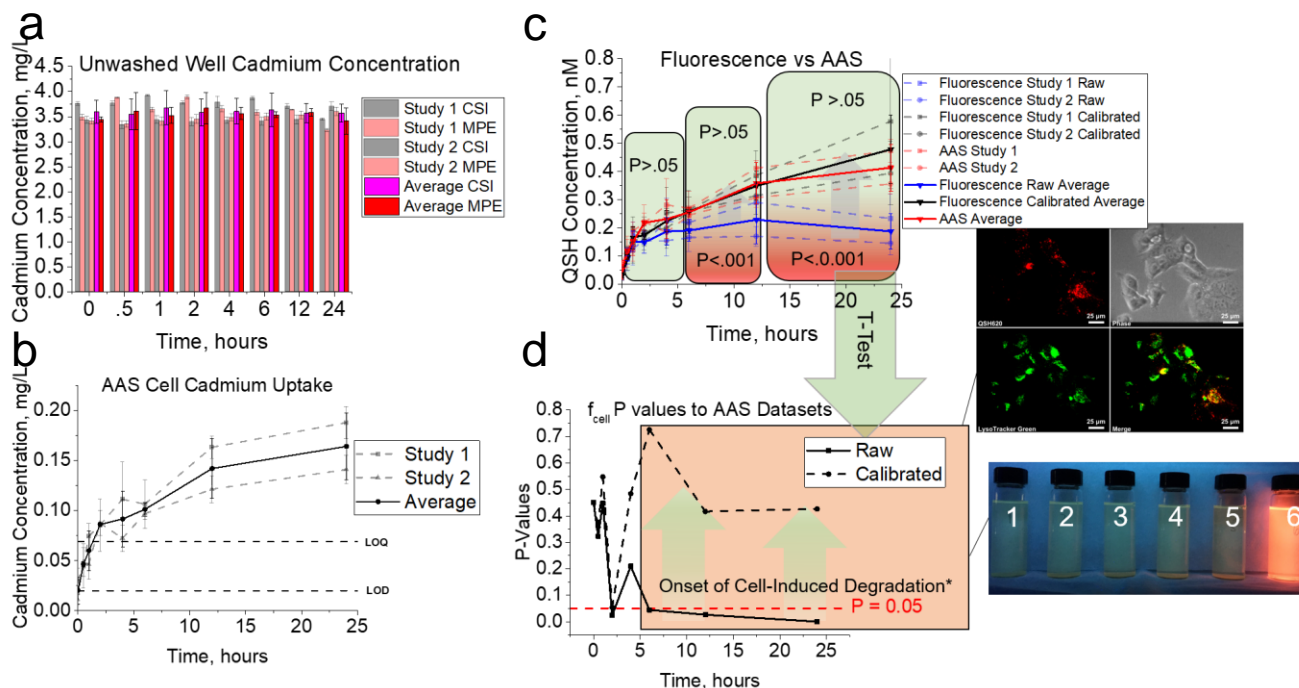 a
Unwashed Well Cadmium Concentration
Cadmium Concentration, mg/L
4.5
4.0
3.5
3.0
2.5
2.0
1.5
1.0
0.5
0.0
0 .5 1 2 4 6 12 24
Time, hours
Study 1 CSI
Study 1 MPE
Study 2 CSI
Study 2 MPE
Average CSI
Average MPE
b
AAS Cell Cadmium Uptake
Cadmium Concentration, mg/L
0.20
0.15
0.10
0.05
0.00
LOQ
LOD
0 5 10 15 20 25
Time, hours
Study 1
Study 2
Average
c
Fluorescence vs AAS
QSH Concentration, nM
0.8
0.7
0.6
0.5
0.4
0.3
0.2
0.1
0.0
P>.05
P>.05
P >.05
P<.001
P<0.001
0 5 10 15 20 25
Time, hours
Fluorescence Study 1 Raw
Fluorescence Study 2 Raw
Fluorescence Study 1 Calibrated
Fluorescence Study 2 Calibrated
AAS Study 1
AAS Study 2
Fluorescence Raw Average
Fluorescence Calibrated Average
AAS Average
T-Test
QSH620
25 µm
Phase
25 µm
LysoTracker Green
25 µm
Merge
25 µm
d
f_cell P values to AAS Datasets
P-Values
0.8
0.7
0.6
0.5
0.4
0.3
0.2
0.1
0.0
Raw
Calibrated
Onset of Cell-Induced Degradation*
P = 0.05
0 5 10 15 20 25
Time, hours
1 2 3 4 5 6